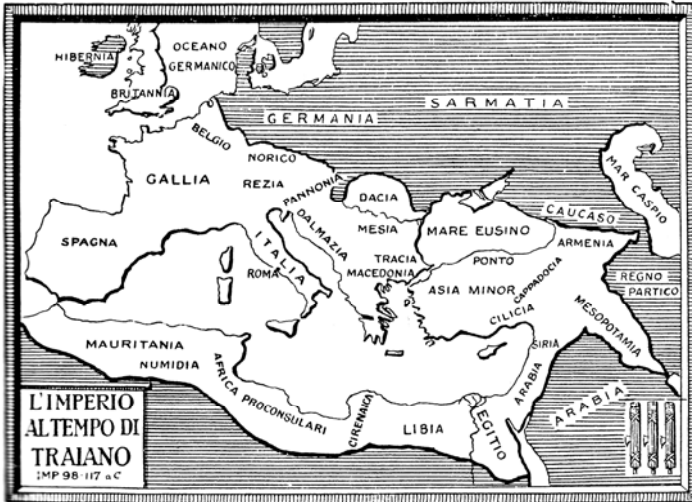 HIBERNIA
OCEANO
GERMANICO
BRITANNIA
SARMATIA
GERMANIA
BELGIO
NORICO
GALLIA
REZIA
PANNONIA
DACIA
MAR CASPIO
SPAGNA
ITALIA
DALMAZIA
MESIA
MARE EUSINO
CAUCASO
ARMENIA
ROMA
TRACIA
MACEDONIA
PONTO
ASIA MINOR
CAPPADOCIA
REGNO
PARTICO
CILICIA
MESOPOTAMIA
MAURITANIA
NUMIDIA
AFRICA PROCONSULARI
SIRIA
ARABIA
ARABIA
CIRENAICA
LIBIA
EGITIO
L'IMPERIO
AL TEMPO DI
TRAIANO
IMP 98-117 a C